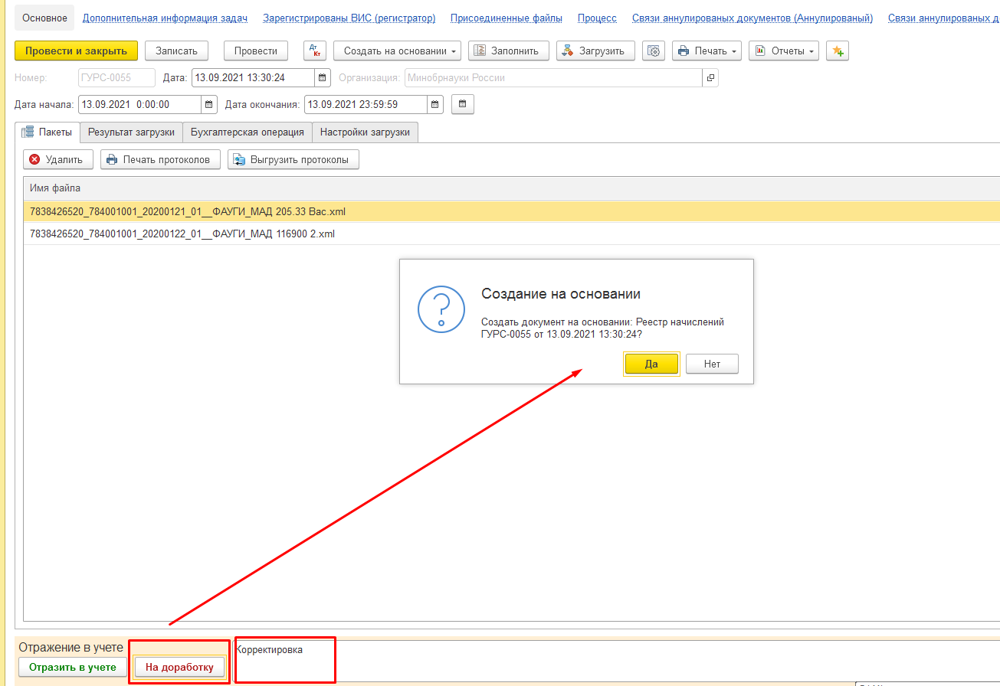 Основное Дополнительная информация задач Зарегистрированы ВИС (регистратор) Присоединенные файлы Процесс Связи аннулированых документов (Аннулированый) Связи аннулированых д
Провести и закрыть Записать Провести Дт Кт Создать на основании Заполнить Загрузить Печать Отчеты
Номер: ГУРС-0055 Дата: 13.09.2021 13:30:24 Организация: Минобрнауки России
Дата начала: 13.09.2021 0:00:00 Дата окончания: 13.09.2021 23:59:59
Пакеты Результат загрузки Бухгалтерская операция Настройки загрузки
Удалить Печать протоколов Выгрузить протоколы
Имя файла
7838426520_784001001_20200121_01__ФАУГИ_МАД 205.33 Вас.xml
7838426520_784001001_20200122_01__ФАУГИ_МАД 116900 2.xml
Создание на основании
Создать документ на основании: Реестр начислений
ГУРС-0055 от 13.09.2021 13:30:24?
Да Нет
Отражение в учете
Корректировка
Отразить в учете На доработку